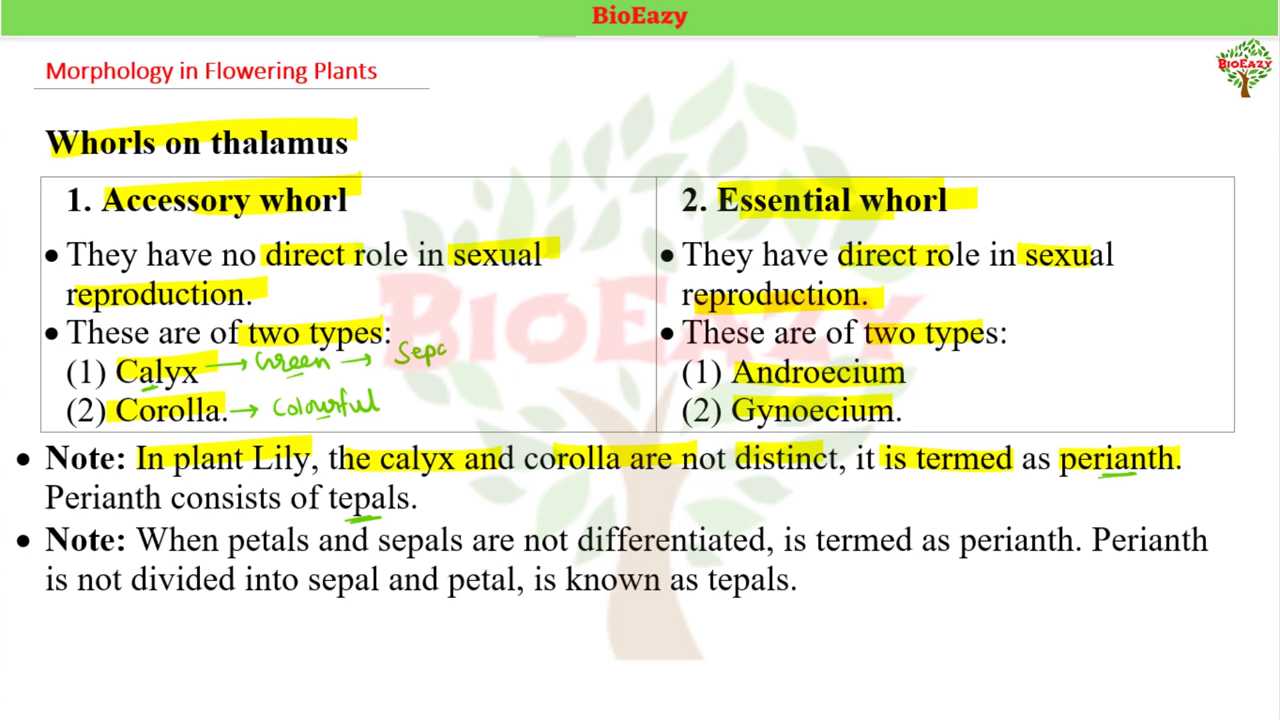 BioEazy
Morphology in Flowering Plants
BIOEAZY
Whorls on thalamus
1. Accessory whorl
• They have no direct role in sexual
reproduction.
• These are of two types:
(1) Calyx → Green → Sepa
(2) Corolla. → Colourful
2. Essential whorl
• They have direct role in sexual
reproduction.
• These are of two types:
(1) Androecium
(2) Gynoecium.
BIOEAZY
• Note: In plant Lily, the calyx and corolla are not distinct, it is termed as perianth.
Perianth consists of tepals.
• Note: When petals and sepals are not differentiated, is termed as perianth. Perianth
is not divided into sepal and petal, is known as tepals.